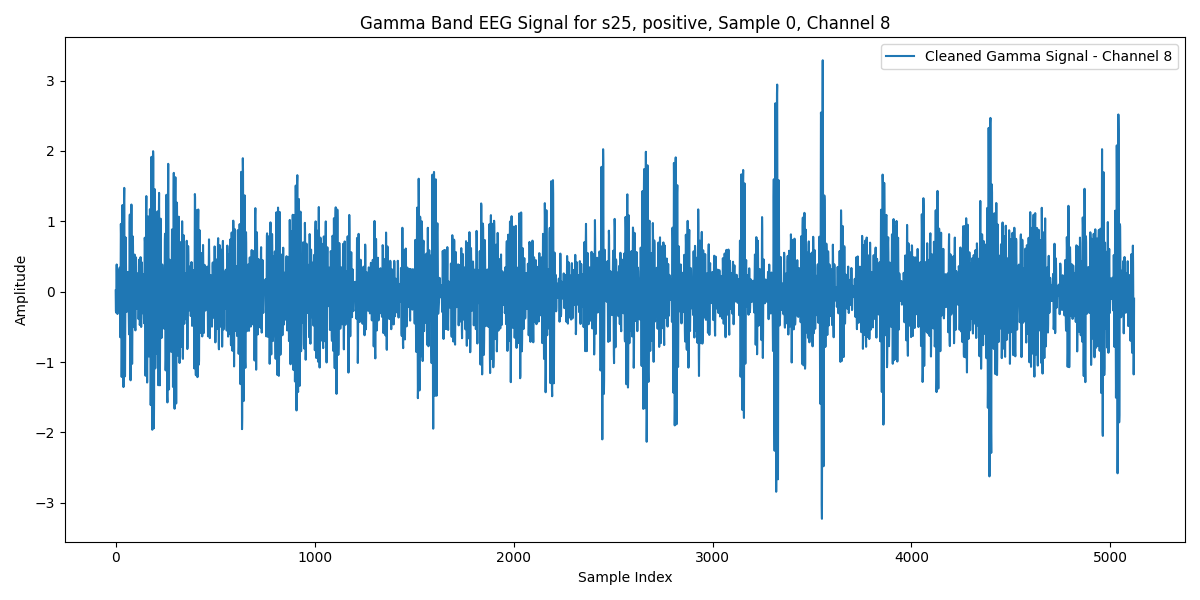 Gamma Band EEG Signal for s25, positive, Sample 0, Channel 8
Cleaned Gamma Signal - Channel 8
3
2
1
0
−1
−2
−3
Amplitude
0 1000 2000 3000 4000 5000
Sample Index